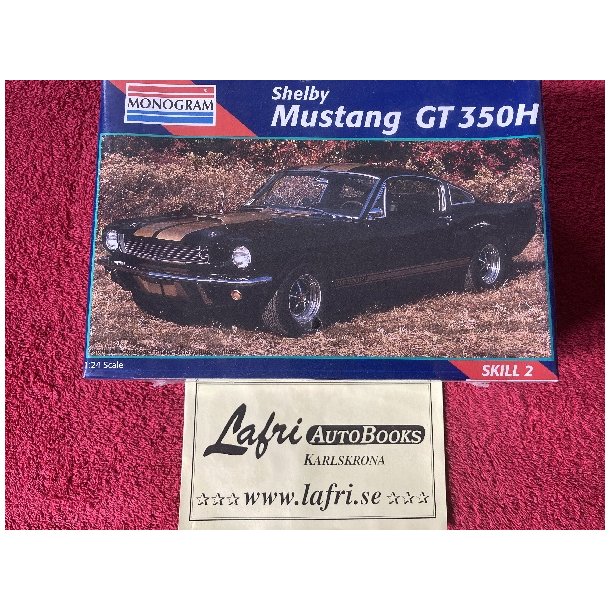 MONOGRAM
Shelby
Mustang GT 350H
1:24 Scale
SKILL 2
Lafri AUTOBOOKS
KARLSKRONA
☆☆☆ www.lafri.se ☆☆☆